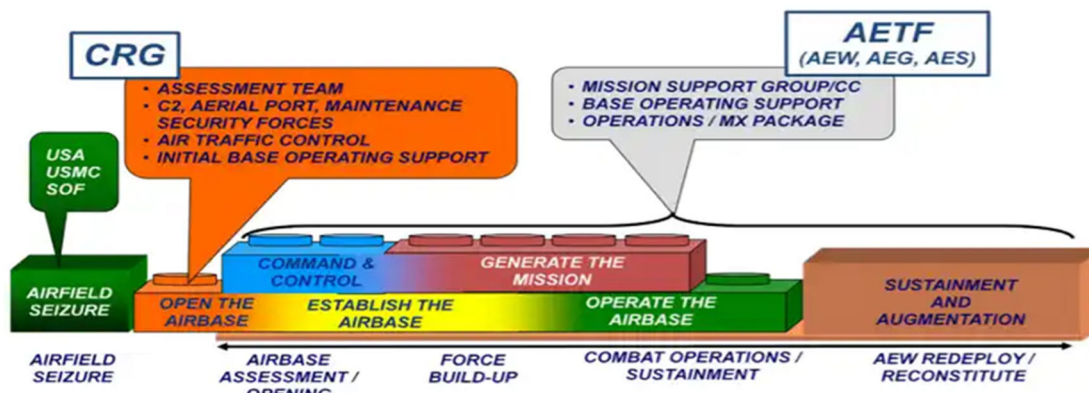 CRG
AETF
(AEW, AEG, AES)
• ASSESSMENT TEAM
• C2, AERIAL PORT, MAINTENANCE
SECURITY FORCES
• AIR TRAFFIC CONTROL
• INITIAL BASE OPERATING SUPPORT
• MISSION SUPPORT GROUP/CC
• BASE OPERATING SUPPORT
• OPERATIONS / MX PACKAGE
USA
USMC
SOF
COMMAND &
CONTROL
GENERATE THE
MISSION
AIRFIELD
SEIZURE
OPEN THE
AIRBASE
ESTABLISH THE
AIRBASE
OPERATE THE
AIRBASE
SUSTAINMENT
AND
AUGMENTATION
AIRFIELD
SEIZURE
AIRBASE
ASSESSMENT /
OPENING
FORCE
BUILD-UP
COMBAT OPERATIONS /
SUSTAINMENT
AEW REDEPLOY /
RECONSTITUTE